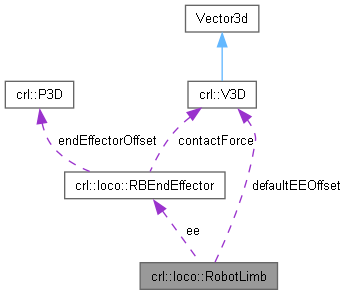 Vector3d
crl::P3D
crl::V3D
endEffectorOffset
contactForce
crl::loco::RBEndEffector
defaultEEOffset
ee
crl::loco::RobotLimb